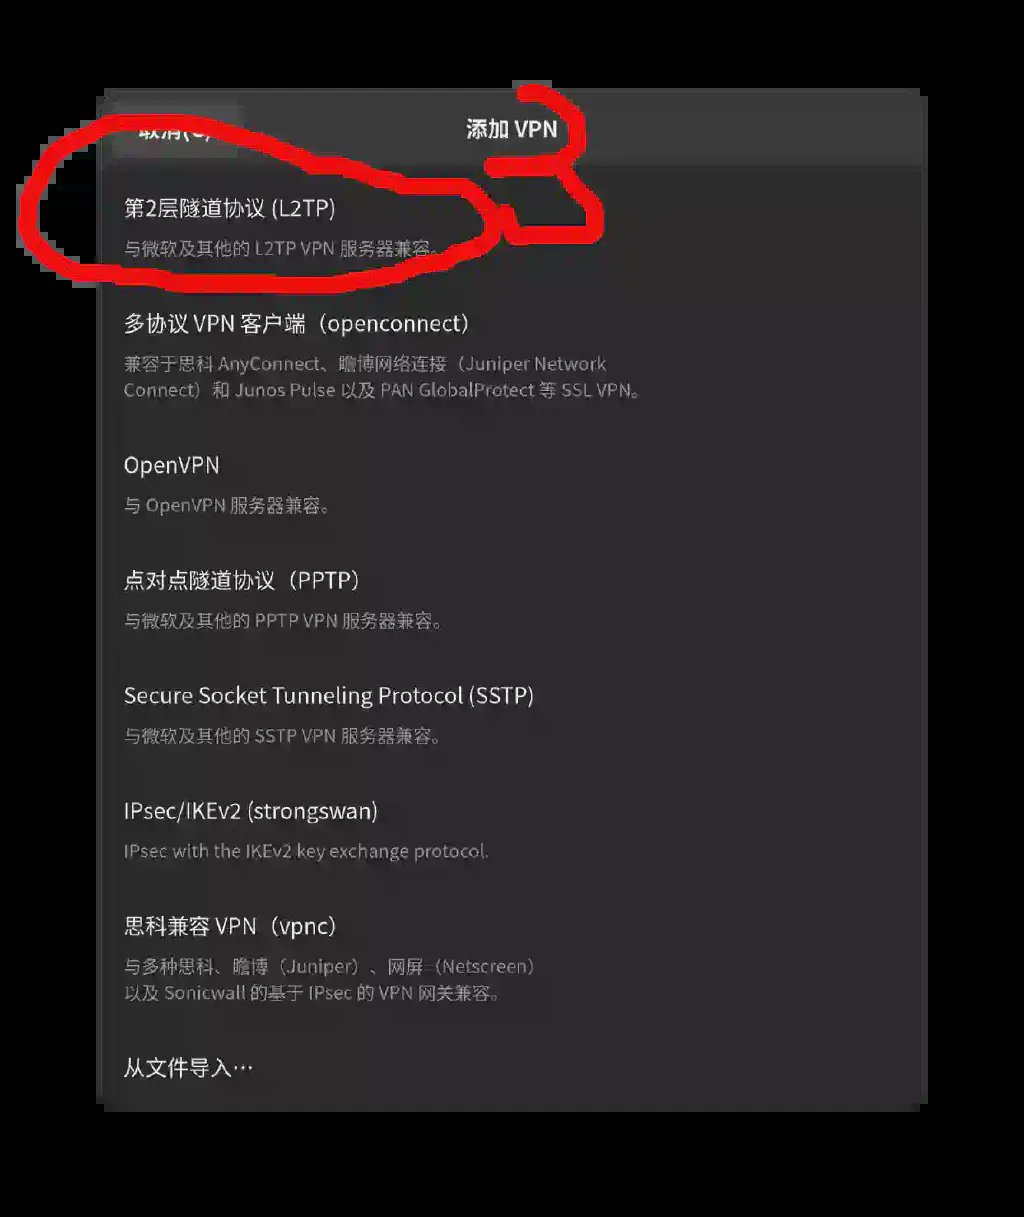 取消(C)
添加 VPN
第2层隧道协议 (L2TP)
与微软及其他的 L2TP VPN 服务器兼容。
多协议 VPN 客户端（openconnect）
兼容于思科 AnyConnect、瞻博网络连接（Juniper Network
Connect）和 Junos Pulse 以及 PAN GlobalProtect 等 SSL VPN。
OpenVPN
与 OpenVPN 服务器兼容。
点对点隧道协议（PPTP）
与微软及其他的 PPTP VPN 服务器兼容。
Secure Socket Tunneling Protocol (SSTP)
与微软及其他的 SSTP VPN 服务器兼容。
IPsec/IKEv2 (strongswan)
IPsec with the IKEv2 key exchange protocol.
思科兼容 VPN（vpnc）
与多种思科、瞻博（Juniper）、网屏（Netscreen）
以及 Sonicwall 的基于 IPsec 的 VPN 网关兼容。
从文件导入…
3